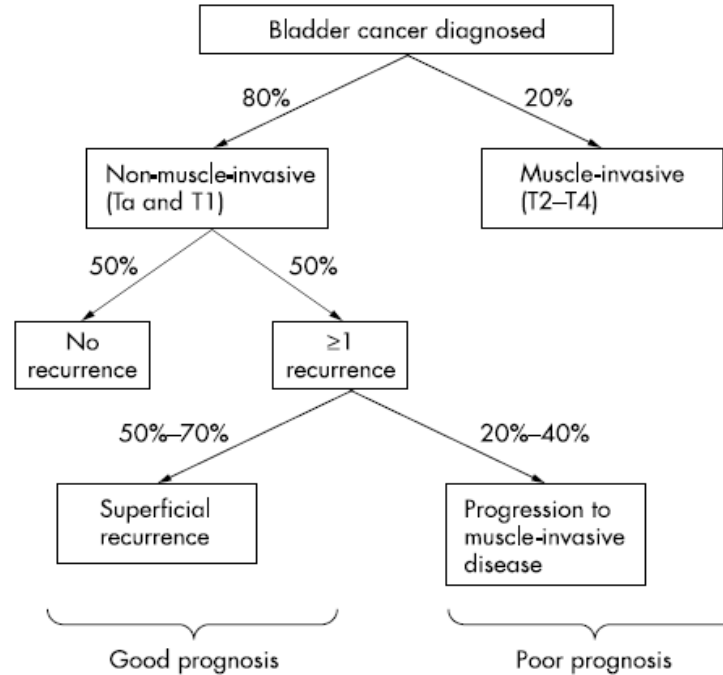 Bladder cancer diagnosed
80%
20%
Non-muscle-invasive
(Ta and T1)
Muscle-invasive
(T2–T4)
50%
50%
No
recurrence
≥1
recurrence
50%–70%
20%–40%
Superficial
recurrence
Progression to
muscle-invasive
disease
Good prognosis
Poor prognosis